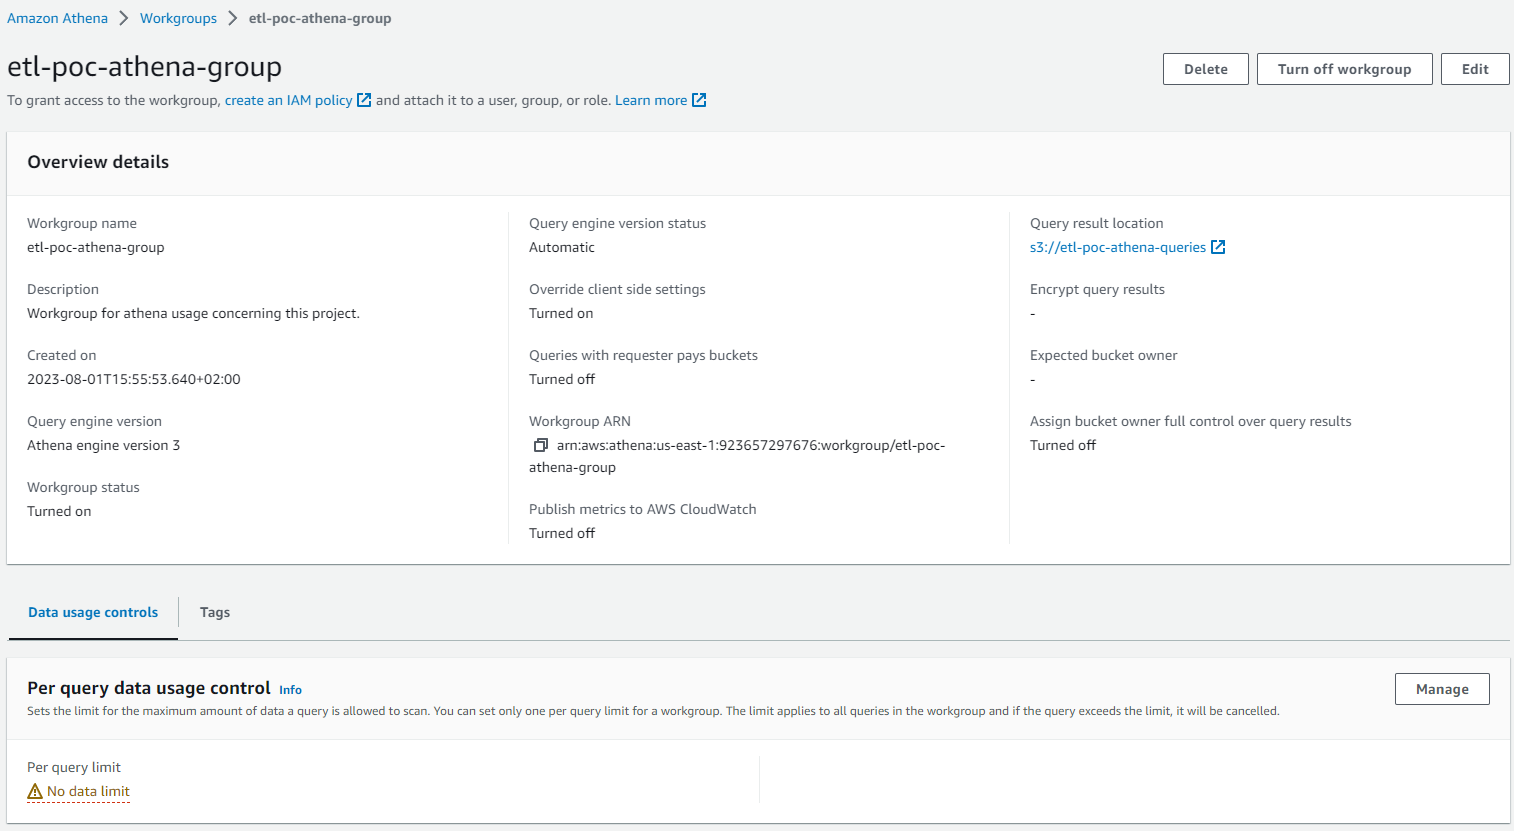 Amazon Athena > Workgroups > etl-poc-athena-group
etl-poc-athena-group
Delete
Turn off workgroup
Edit
To grant access to the workgroup, create an IAM policy and attach it to a user, group, or role. Learn more
Overview details
Workgroup name
etl-poc-athena-group
Description
Workgroup for athena usage concerning this project.
Created on
2023-08-01T15:55:53.640+02:00
Query engine version
Athena engine version 3
Workgroup status
Turned on
Query engine version status
Automatic
Override client side settings
Turned on
Queries with requester pays buckets
Turned off
Workgroup ARN
arn:aws:athena:us-east-1:923657297676:workgroup/etl-poc-
athena-group
Publish metrics to AWS CloudWatch
Turned off
Query result location
s3://etl-poc-athena-queries
Encrypt query results
-
Expected bucket owner
-
Assign bucket owner full control over query results
Turned off
Data usage controls
Tags
Per query data usage control Info
Manage
Sets the limit for the maximum amount of data a query is allowed to scan. You can set only one per query limit for a workgroup. The limit applies to all queries in the workgroup and if the query exceeds the limit, it will be cancelled.
Per query limit
No data limit